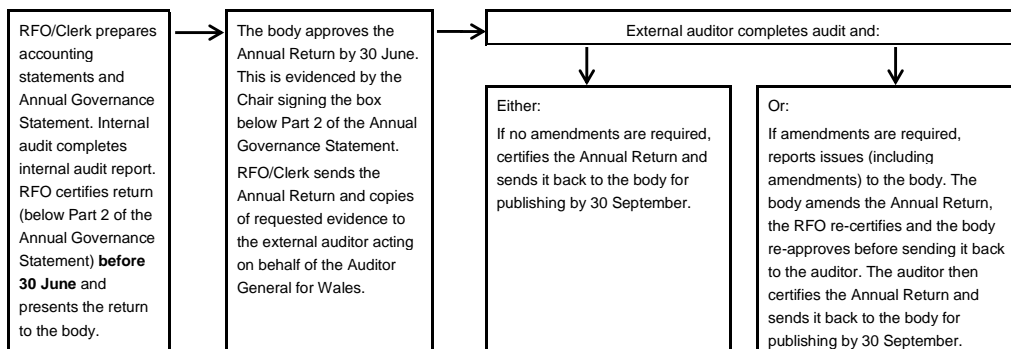 RFO/Clerk prepares
accounting
statements and
Annual Governance
Statement. Internal
audit completes
internal audit report.
RFO certifies return
(below Part 2 of the
Annual Governance
Statement) before
30 June and
presents the return
to the body.
The body approves the
Annual Return by 30 June.
This is evidenced by the
Chair signing the box
below Part 2 of the Annual
Governance Statement.
RFO/Clerk sends the
Annual Return and copies
of requested evidence to
the external auditor acting
on behalf of the Auditor
General for Wales.
External auditor completes audit and:
Either:
If no amendments are required,
certifies the Annual Return and
sends it back to the body for
publishing by 30 September.
Or:
If amendments are required,
reports issues (including
amendments) to the body. The
body amends the Annual Return,
the RFO re-certifies and the body
re-approves before sending it back
to the auditor. The auditor then
certifies the Annual Return and
sends it back to the body for
publishing by 30 September.